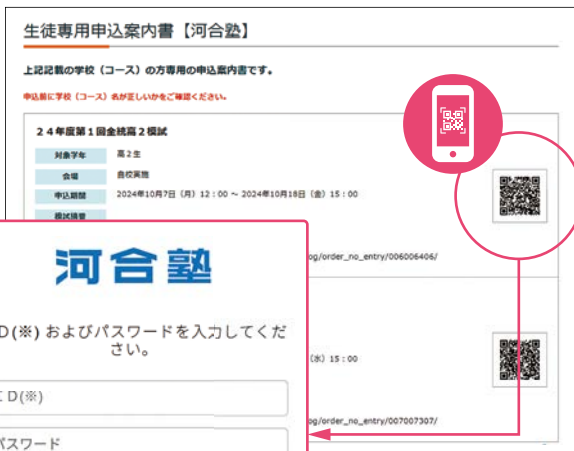 生徒専用申込案内書【河合塾】
上記記載の学校（コース）の方専用の申込案内書です。
申込前に学校（コース）名が正しいかをご確認ください。
２４年度第１回全統高２模試
対象学年 高２生
会場 自校実施
申込期間 2024年10月7日（月）12：00 ～ 2024年10月18日（金）15：00
og/order_no_entry/006006406/
河合塾
D(※) およびパスワードを入力してくだ
さい。
（水）15：00
I D(※)
og/order_no_entry/007007307/
パスワード